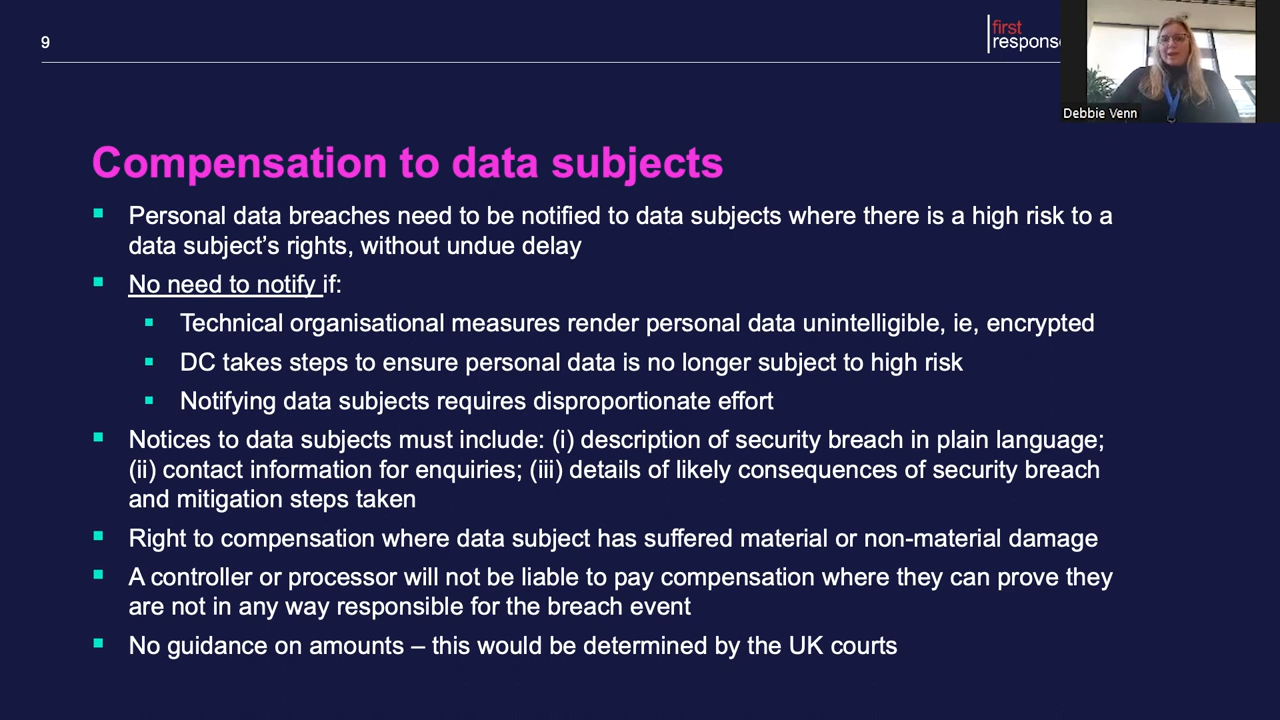 9
first
response
Debbie Venn
Compensation to data subjects
Personal data breaches need to be notified to data subjects where there is a high risk to a
data subject’s rights, without undue delay
No need to notify if:
Technical organisational measures render personal data unintelligible, ie, encrypted
DC takes steps to ensure personal data is no longer subject to high risk
Notifying data subjects requires disproportionate effort
Notices to data subjects must include: (i) description of security breach in plain language;
(ii) contact information for enquiries; (iii) details of likely consequences of security breach
and mitigation steps taken
Right to compensation where data subject has suffered material or non-material damage
A controller or processor will not be liable to pay compensation where they can prove they
are not in any way responsible for the breach event
No guidance on amounts – this would be determined by the UK courts